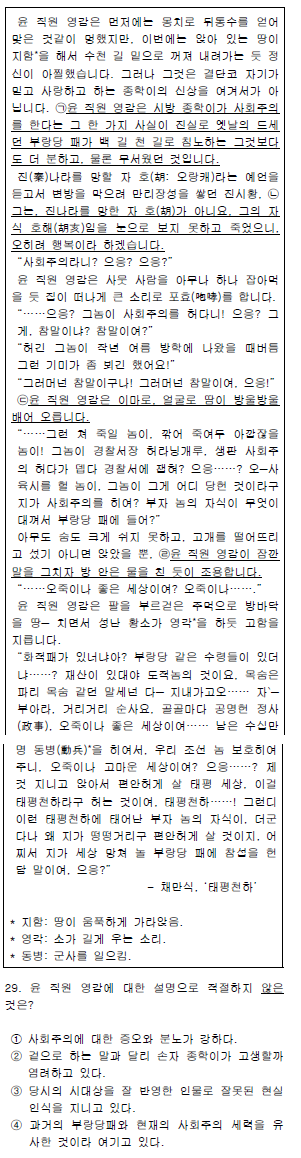 윤 직원 영감은 먼저에는 몽치로 뒤통수를 얻어
맞은 것같이 멍했지만, 이번에는 앉아 있는 땅이
지함*을 해서 수천 길 밑으로 꺼져 내려가는 듯 정
신이 아찔했습니다. 그러나 그것은 결단코 자기가
믿고 사랑하고 하는 종학이의 신상을 여겨서가 아
닙니다. ㉠윤 직원 영감은 시방 종학이가 사회주의
를 한다는 그 한 가지 사실이 진실로 옛날의 드세
던 부랑당 패가 백 길 천 길로 침노하는 그것보다
도 더 분하고, 물론 무서웠던 것입니다.
진(秦)나라를 망할 자 호(胡: 오랑캐)라는 예언을
듣고서 변방을 막으려 만리장성을 쌓던 진시황, ㉡
그는, 진나라를 망한 자 호(胡)가 아니요, 그의 자
식 호해(胡亥)임을 눈으로 보지 못하고 죽었으니,
오히려 행복이라 하겠습니다.
“사회주의라니? 으응? 으응?”
윤 직원 영감은 사뭇 사람을 아무나 하나 잡아먹
을 듯 집이 떠나게 큰 소리로 포효(咆哮)를 합니다.
“……으응? 그놈이 사회주의를 허다니! 으응? 그
게, 참말이냐? 참말이여?”
“허긴 그놈이 작년 여름 방학에 나왔을 때버틈
그런 기미가 좀 뵈긴 했어요!”
“그러머넌 참말이구나! 그러머넌 참말이여, 으응!”
㉢윤 직원 영감은 이마로, 얼굴로 땀이 방울방울
배어 오릅니다.
“……그런 쳐 죽일 놈이, 깎어 죽여두 아깝잖을
놈이! 그놈이 경찰서장 허라닝개루, 생판 사회주
의 허다가 뎁다 경찰서에 잽혀? 으응……? 오―사
육시를 헐 놈이, 그놈이 그게 어디 당헌 것이라구
지가 사회주의를 히여? 부자 놈의 자식이 무엇이
대껴서 부랑당 패에 들어?”
아무도 숨도 크게 쉬지 못하고, 고개를 떨어뜨리
고 섰기 아니면 앉았을 뿐, ㉣윤 직원 영감이 잠깐
말을 그치자 방 안은 물을 친 듯이 조용합니다.
“……오죽이나 좋은 세상이여? 오죽이나…….”
윤 직원 영감은 팔을 부르걷은 주먹으로 방바닥
을 땅― 치면서 성난 황소가 영각*을 하듯 고함을
지릅니다.
“화적패가 있너냐아? 부랑당 같은 수령들이 있더
냐……? 재산이 있대야 도적놈의 것이요, 목숨은
파리 목숨 같던 말세넌 다― 지내가고오…… 자―
부아라, 거리거리 순사요, 골골마다 공명헌 정사
(政事), 오죽이나 좋은 세상이여…… 남은 수십만
명 동병(動兵)*을 히여서, 우리 조선 놈 보호히여
주니, 오죽이나 고마운 세상이여? 으응……? 제
것 지니고 앉아서 편안허게 살 태평 세상, 이걸
태평천하라구 허는 것이여, 태평천하……! 그런디
이런 태평천하에 태어난 부자 놈의 자식이, 더군
다나 왜 지가 떵떵거리구 편안허게 살 것이지, 어
찌서 지가 세상 망쳐 놀 부랑당 패에 참섭을 헌
담 말이여, 으응?”
– 채만식, ‘태평천하’
* 지함: 땅이 움푹하게 가라앉음.
* 영각: 소가 길게 우는 소리.
* 동병: 군사를 일으킴.
29. 윤 직원 영감에 대한 설명으로 적절하지 않은
것은?
① 사회주의에 대한 증오와 분노가 강하다.
② 겉으로 하는 말과 달리 손자 종학이 고생할까
염려하고 있다.
③ 당시의 시대상을 잘 반영한 인물로 잘못된 현실
인식을 지니고 있다.
④ 과거의 부랑당패와 현재의 사회주의 세력을 유
사한 것이라 여기고 있다.